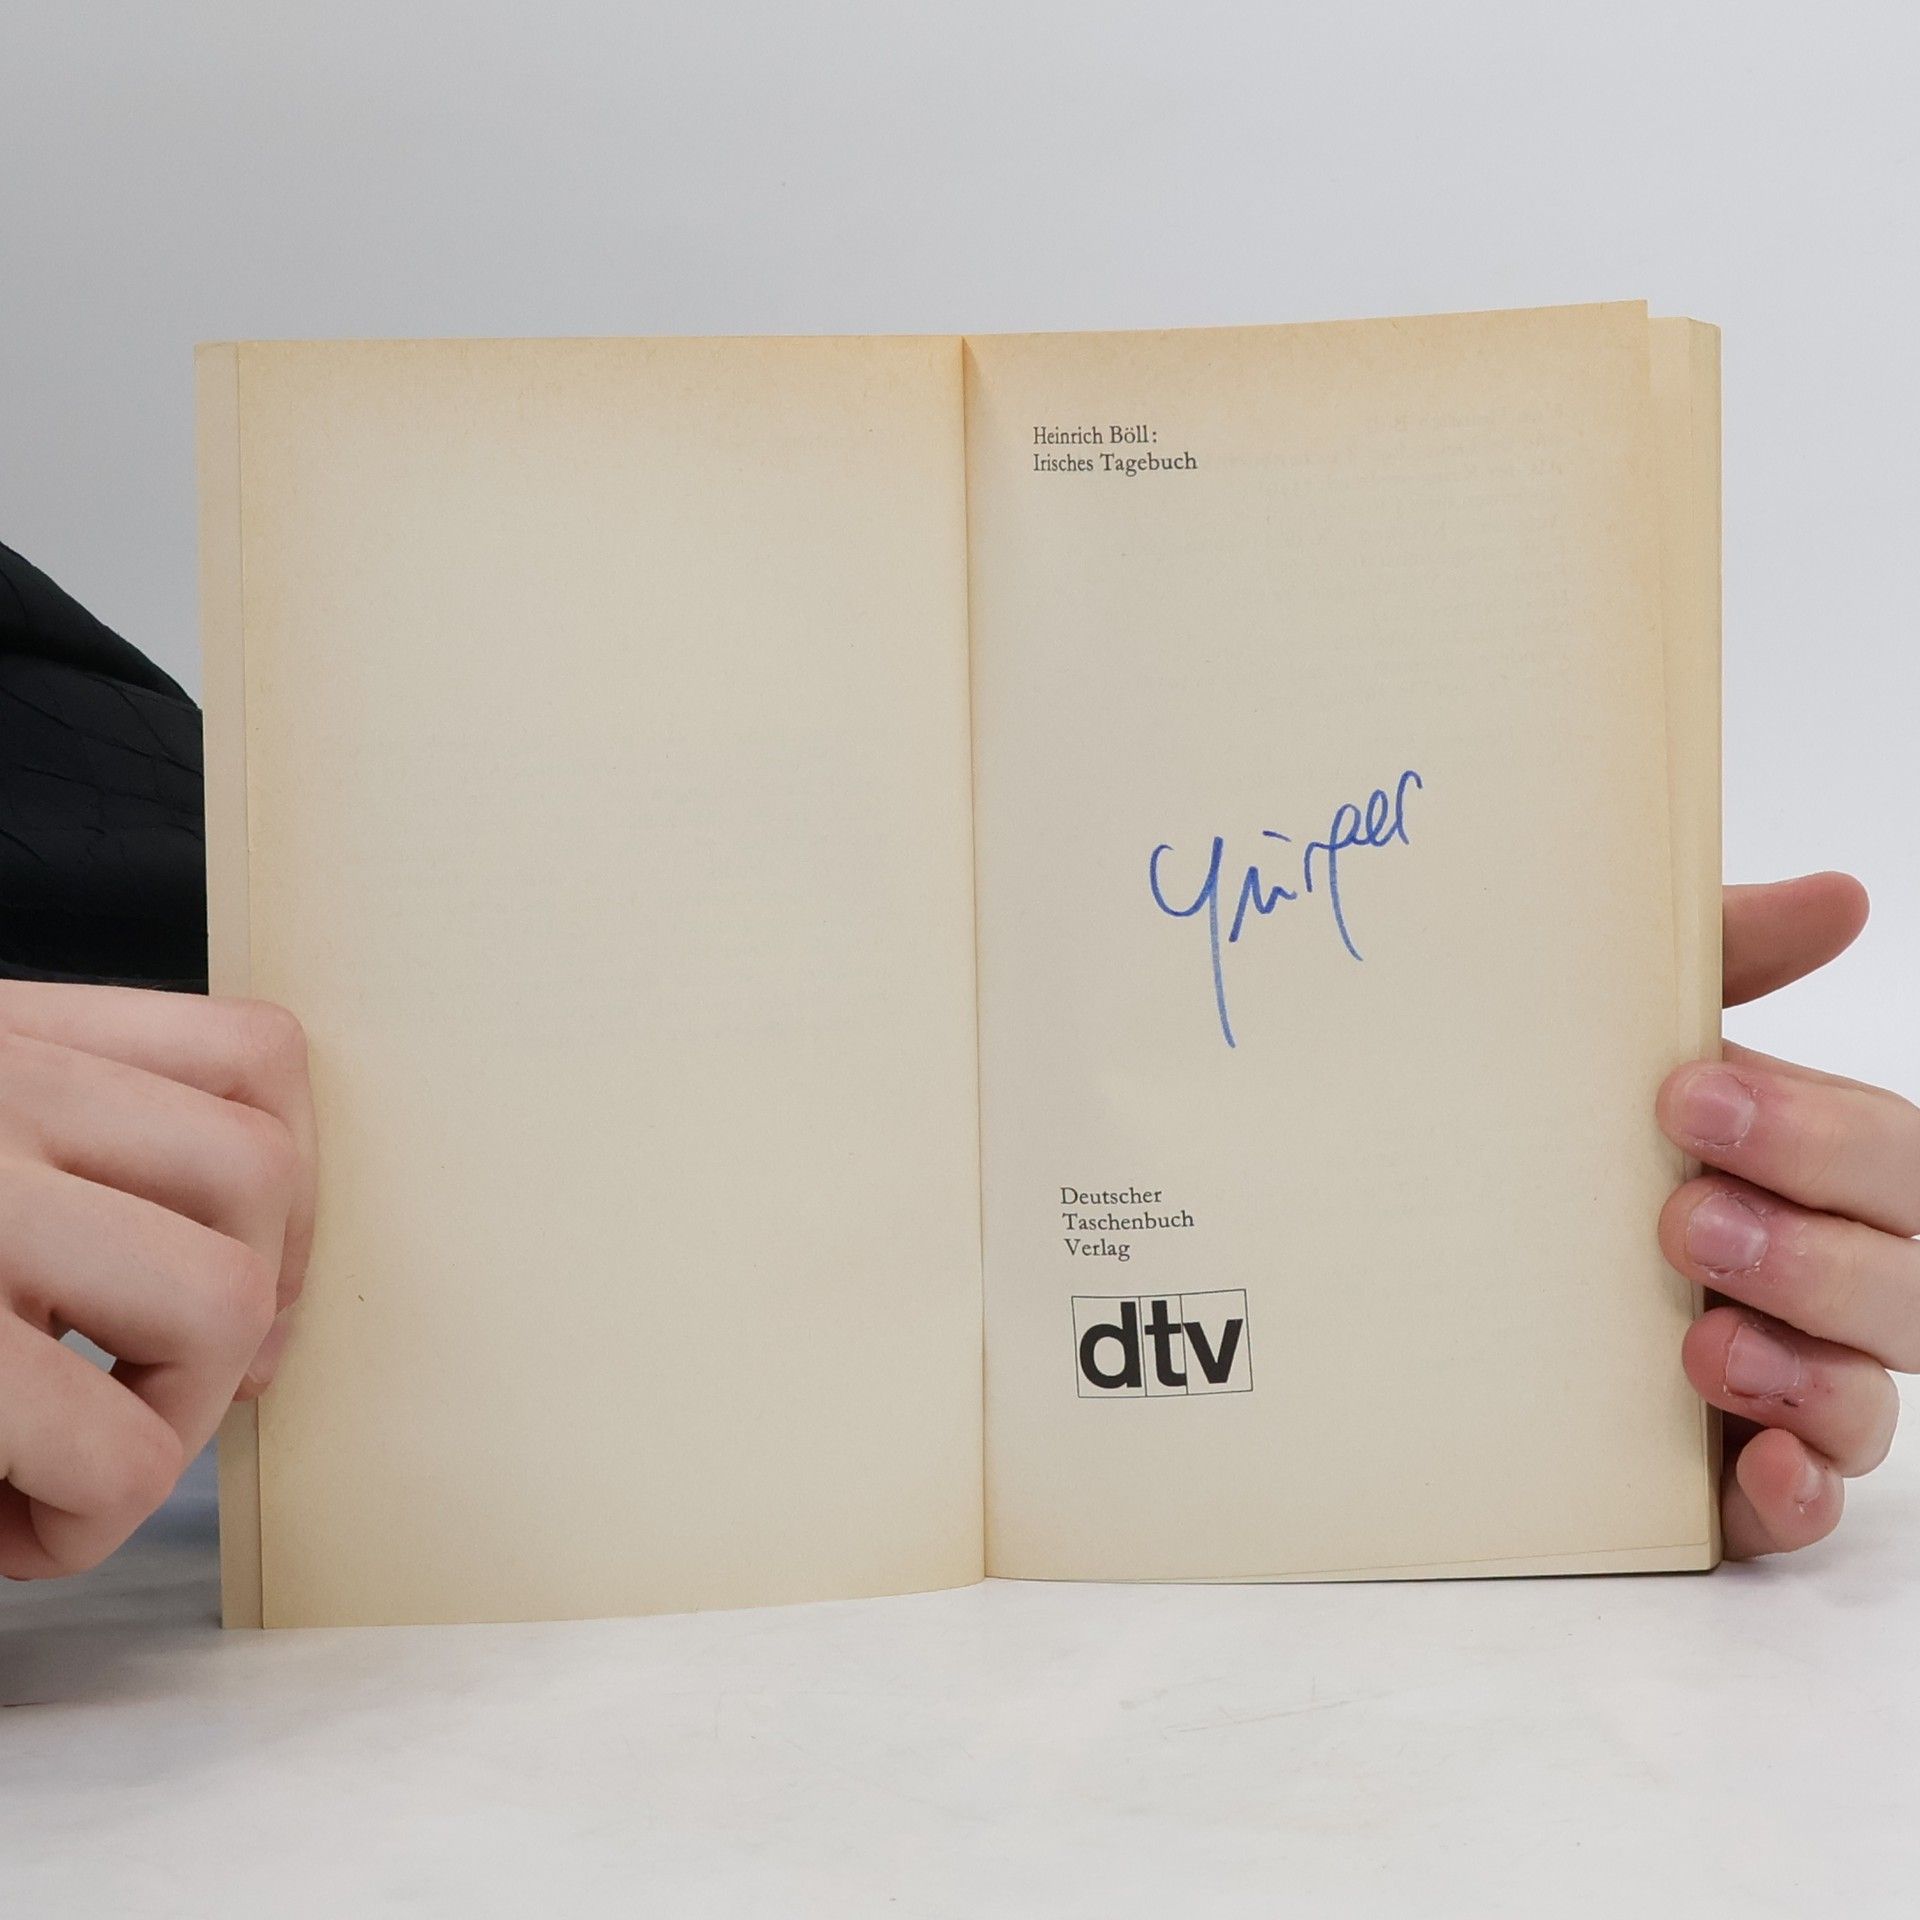 Heinrich Böll:
Irisches Tagebuch
Deutscher
Taschenbuch
Verlag
dtv